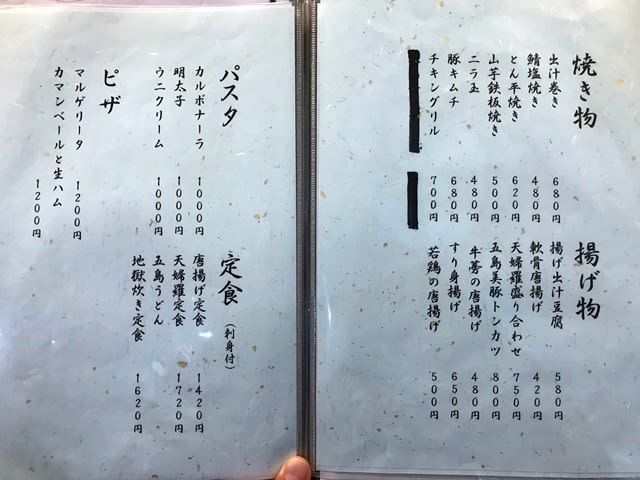 焼き物
出汁巻き 680円
鯖塩焼き 480円
とん平焼き 620円
山芋鉄板焼き 500円
ニラ玉 480円
豚キムチ 680円
チキングリル 700円
揚げ物
揚げ出汁豆腐 580円
軟骨唐揚げ 420円
天婦羅盛り合わせ 750円
五島美豚トンカツ 800円
牛蒡の唐揚げ 480円
すり身揚げ 650円
若鶏の唐揚げ 500円
パスタ
カルボナーラ 1000円
明太子 1000円
ウニクリーム 1000円
ピザ
マルゲリータ 1200円
カマンベールと生ハム 1200円
定食(刺身付)
唐揚げ定食 1420円
天婦羅定食 1720円
五島うどん
地獄炊き定食 1620円